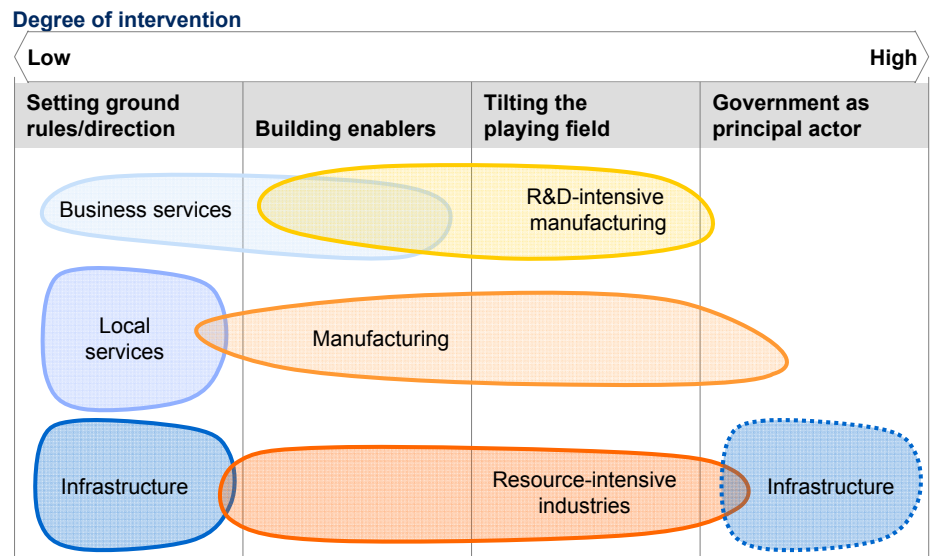 Degree of intervention
Low
High
Setting ground
rules/direction
Building enablers
Tilting the
playing field
Government as
principal actor
Business services
R&D-intensive
manufacturing
Local
services
Manufacturing
Infrastructure
Resource-intensive
industries
Infrastructure